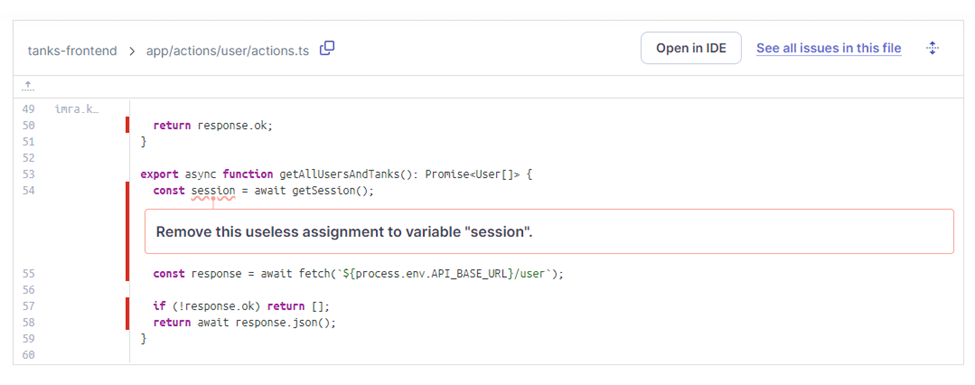 tanks-frontend > app/actions/user/actions.ts Open in IDE See all issues in this file
49 imra.k…
50 return response.ok;
51 }
52
53 export async function getAllUsersAndTanks(): Promise<User[]> {
54 const session = await getSession();
Remove this useless assignment to variable "session".
55 const response = await fetch(`${process.env.API_BASE_URL}/user`);
56
57 if (!response.ok) return [];
58 return await response.json();
59 }
60